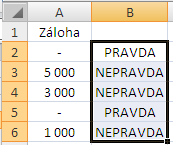 A B
1 Záloha
2 - PRAVDA
3 5 000 NEPRAVDA
4 3 000 NEPRAVDA
5 - PRAVDA
6 1 000 NEPRAVDA